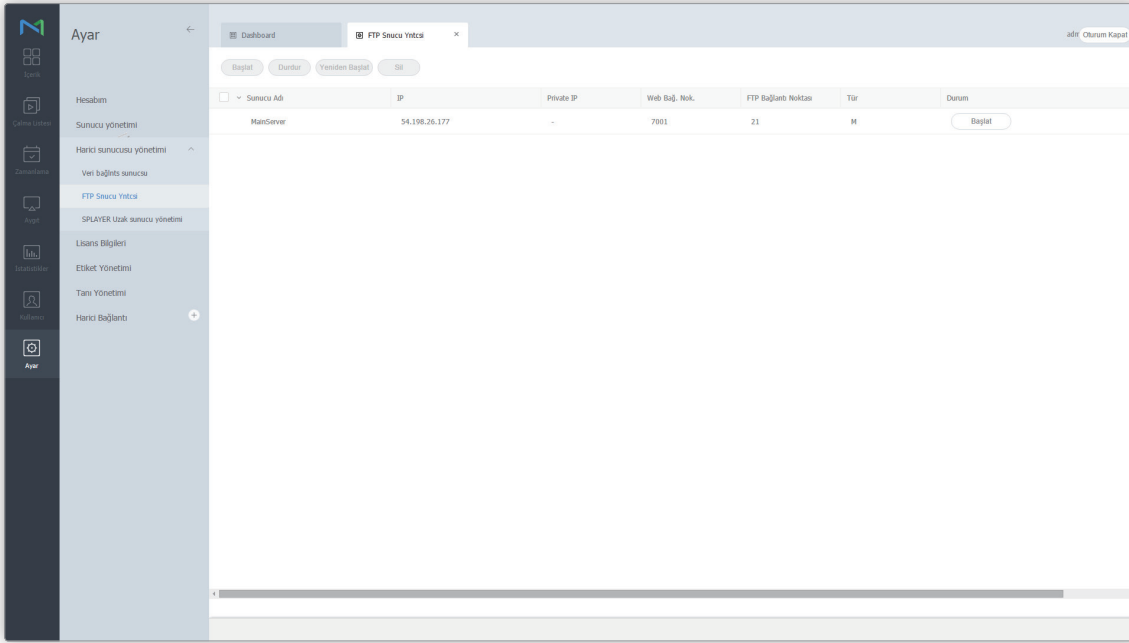 İçerik
Çalma Listesi
Zamanlama
Aygıt
İstatistikler
Kullanıcı
Ayar
Ayar
Hesabım
Sunucu yönetimi
Harici sunucusu yönetimi
Veri bağlnts sunucsu
FTP Snucu Yntcsi
SPLAYER Uzak sunucu yönetimi
Lisans Bilgileri
Etiket Yönetimi
Tanı Yönetimi
Harici Bağlantı
Dashboard
FTP Snucu Yntcsi
Oturum Kapat
Başlat Durdur Yeniden Başlat Sil
Sunucu Adı IP Private IP Web Bağ. Nok. FTP Bağlantı Noktası Tür Durum
MainServer 54.198.26.177 - 7001 21 M Başlat